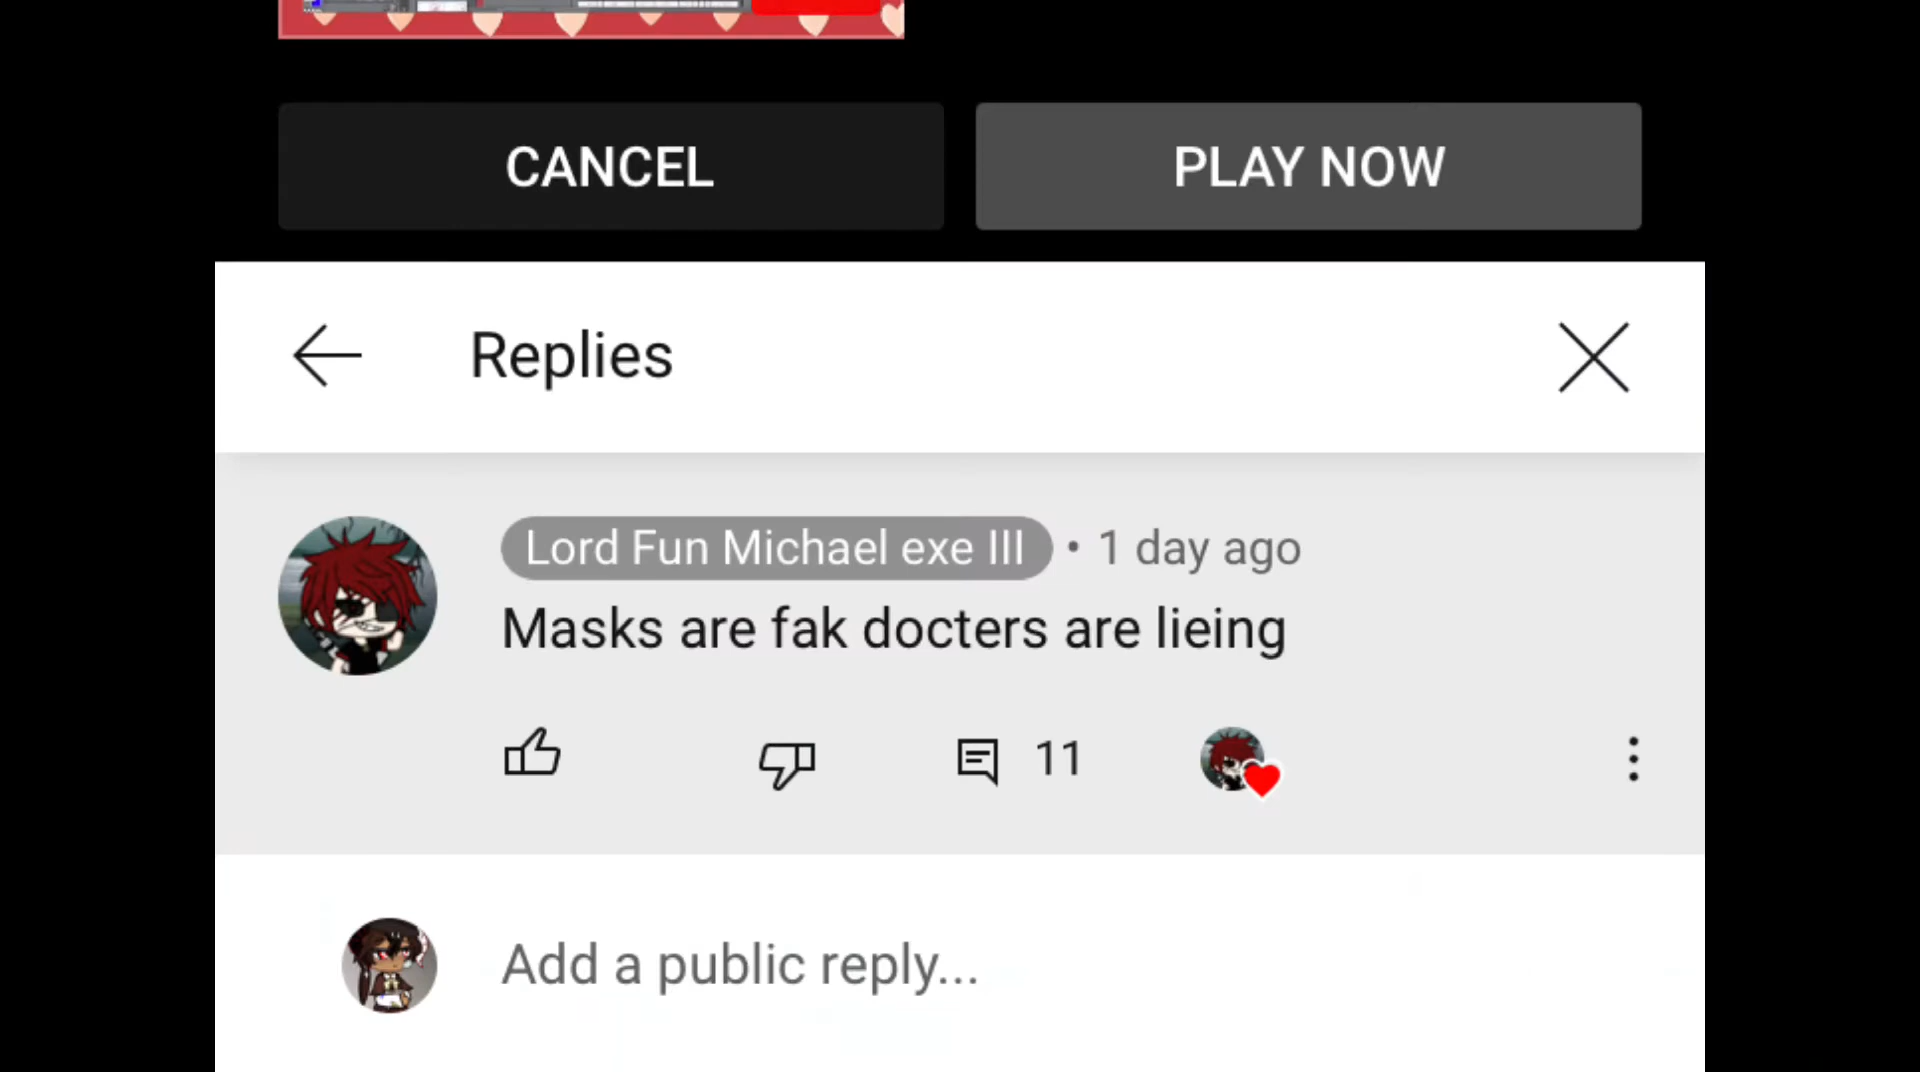 CANCEL
PLAY NOW
Replies
Lord Fun Michael exe III • 1 day ago
Masks are fak docters are lieing
11
Add a public reply...